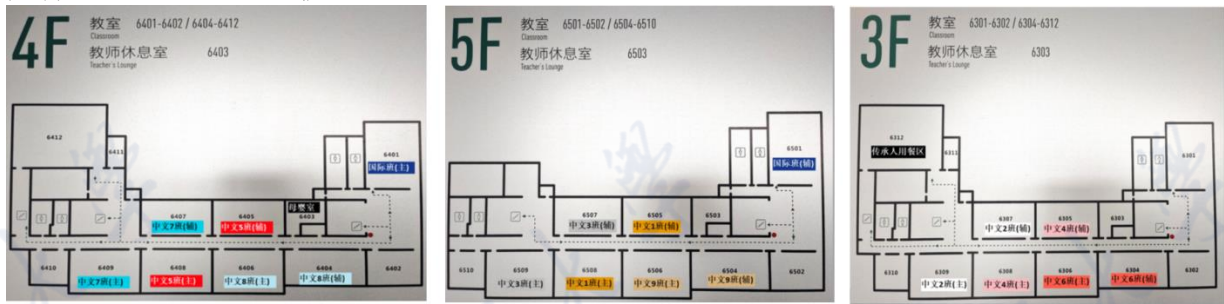 4F
教室 6401-6402 / 6404-6412
Classroom
教师休息室 6403
Teacher's Lounge
6412
6411
6401
国际班(主)
母婴室
6403
6407
中文7班(辅)
6405
中文5班(辅)
6410
6409
中文7班(主)
6408
中文5班(主)
6406
中文8班(主)
6404
中文8班(辅)
6402
5F
教室 6501-6502 / 6504-6510
Classroom
教师休息室 6503
Teacher's Lounge
6501
国际班(辅)
6507
中文3班(辅)
6505
中文1班(辅)
6503
6510
6509
中文3班(主)
6508
中文1班(主)
6506
中文9班(主)
6504
中文9班(辅)
6502
3F
教室 6301-6302 / 6304-6312
Classroom
教师休息室 6303
Teacher's Lounge
6312
传承人用餐区
6311
6301
6307
中文2班(辅)
6305
中文4班(辅)
6303
6310
6309
中文2班(主)
6308
中文4班(主)
6306
中文6班(主)
6304
中文6班(辅)
6302